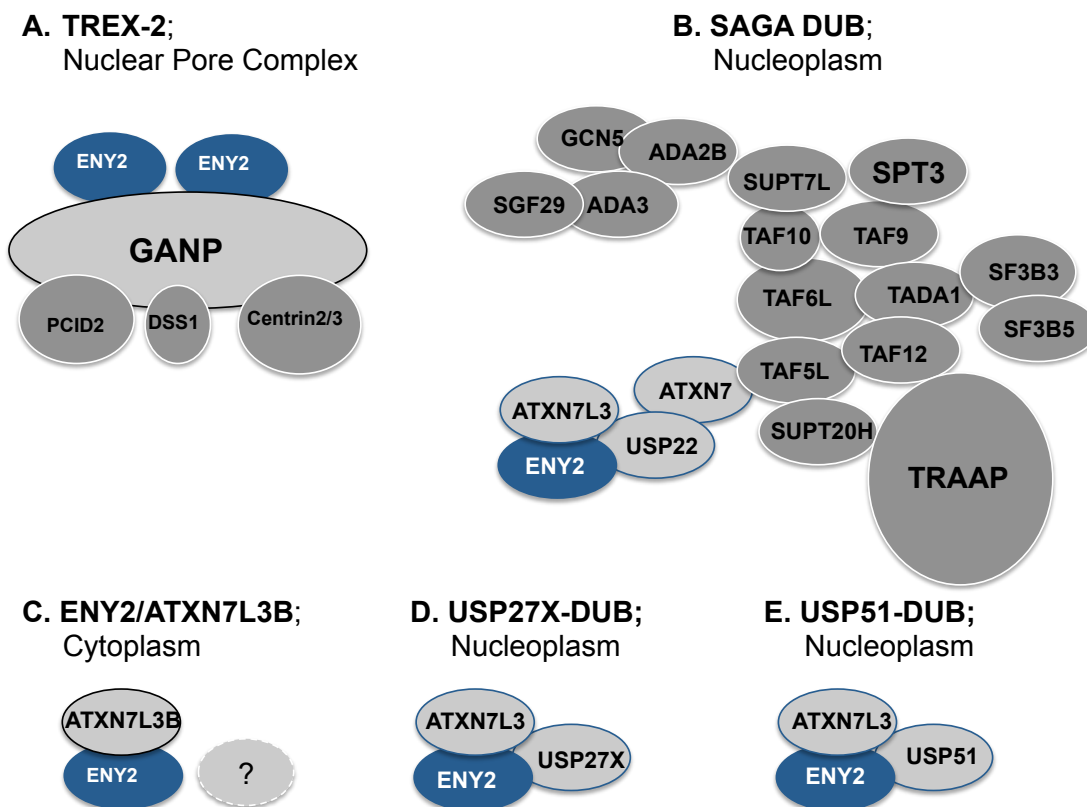 A. TREX-2;
Nuclear Pore Complex
ENY2
ENY2
GANP
PCID2
DSS1
Centrin2/3
B. SAGA DUB;
Nucleoplasm
GCN5
ADA2B
SGF29
ADA3
SUPT7L
SPT3
TAF10
TAF9
TAF6L
TADA1
SF3B3
SF3B5
TAF5L
TAF12
ATXN7L3
ATXN7
ENY2
USP22
SUPT20H
TRAAP
C. ENY2/ATXN7L3B;
Cytoplasm
ATXN7L3B
ENY2
?
D. USP27X-DUB;
Nucleoplasm
ATXN7L3
ENY2
USP27X
E. USP51-DUB;
Nucleoplasm
ATXN7L3
ENY2
USP51